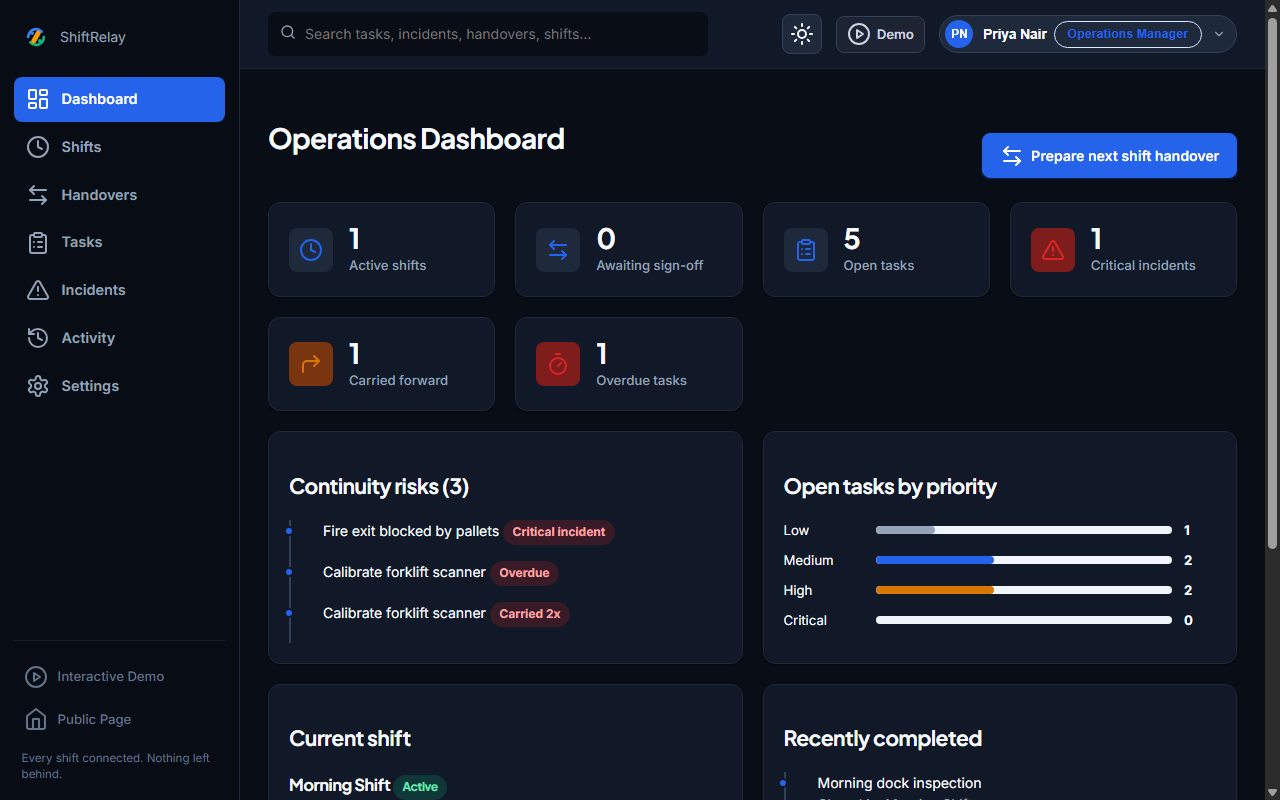 ShiftRelay
Search tasks, incidents, handovers, shifts...
Demo
PN
Priya Nair
Operations Manager
Dashboard
Shifts
Handovers
Tasks
Incidents
Activity
Settings
Interactive Demo
Public Page
Every shift connected. Nothing left
behind.
Operations Dashboard
Prepare next shift handover
1
Active shifts
0
Awaiting sign-off
5
Open tasks
1
Critical incidents
1
Carried forward
1
Overdue tasks
Continuity risks (3)
Fire exit blocked by pallets Critical incident
Calibrate forklift scanner Overdue
Calibrate forklift scanner Carried 2x
Open tasks by priority
Low 1
Medium 2
High 2
Critical 0
Current shift
Morning Shift Active
Recently completed
Morning dock inspection